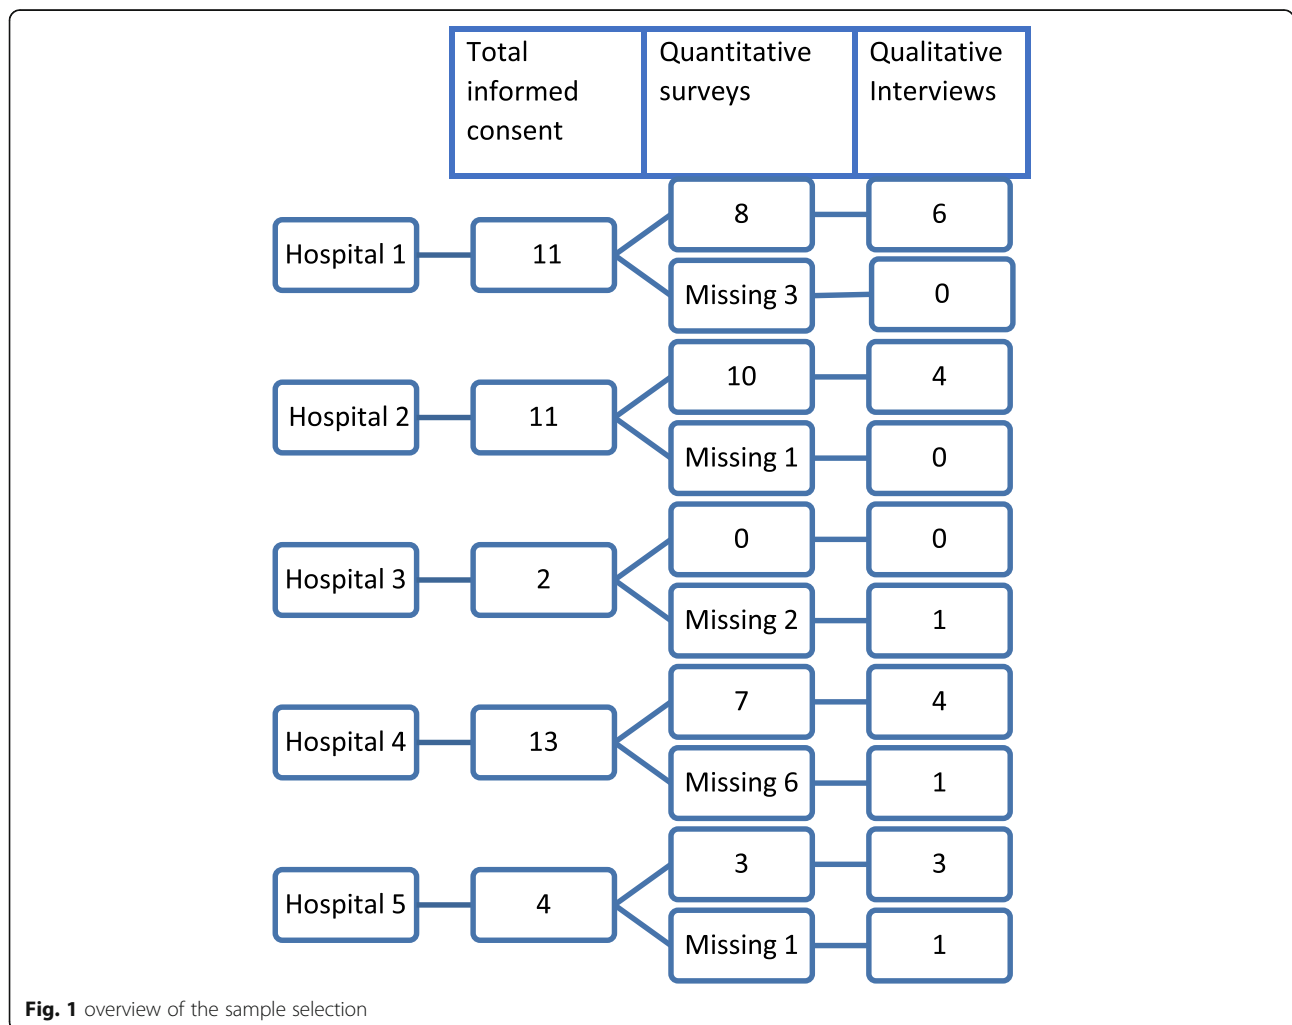 Total
informed
consent
Quantitative
surveys
Qualitative
Interviews
Hospital 1
11
8
6
Missing 3
0
Hospital 2
11
10
4
Missing 1
0
Hospital 3
2
0
0
Missing 2
1
Hospital 4
13
7
4
Missing 6
1
Hospital 5
4
3
3
Missing 1
1
Fig. 1 overview of the sample selection